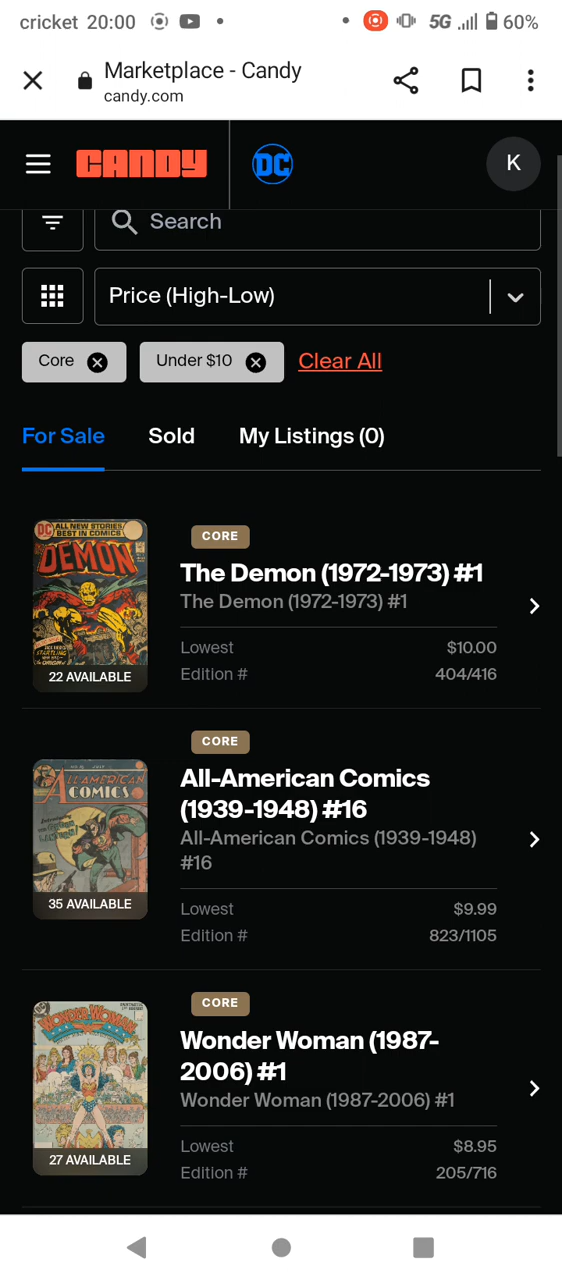 cricket 20:00 5G 60%
Marketplace - Candy
candy.com
CANDY DC K
Search
Price (High-Low)
Core Under $10 Clear All
For Sale Sold My Listings (0)
DC ALL NEW STORIES BEST IN COMICS
DEMON
22 AVAILABLE
CORE
The Demon (1972-1973) #1
The Demon (1972-1973) #1
Lowest $10.00
Edition # 404/416
ALL-AMERICAN
COMICS
35 AVAILABLE
CORE
All-American Comics
(1939-1948) #16
All-American Comics (1939-1948)
#16
Lowest $9.99
Edition # 823/1105
WONDER WOMAN
27 AVAILABLE
CORE
Wonder Woman (1987-
2006) #1
Wonder Woman (1987-2006) #1
Lowest $8.95
Edition # 205/716